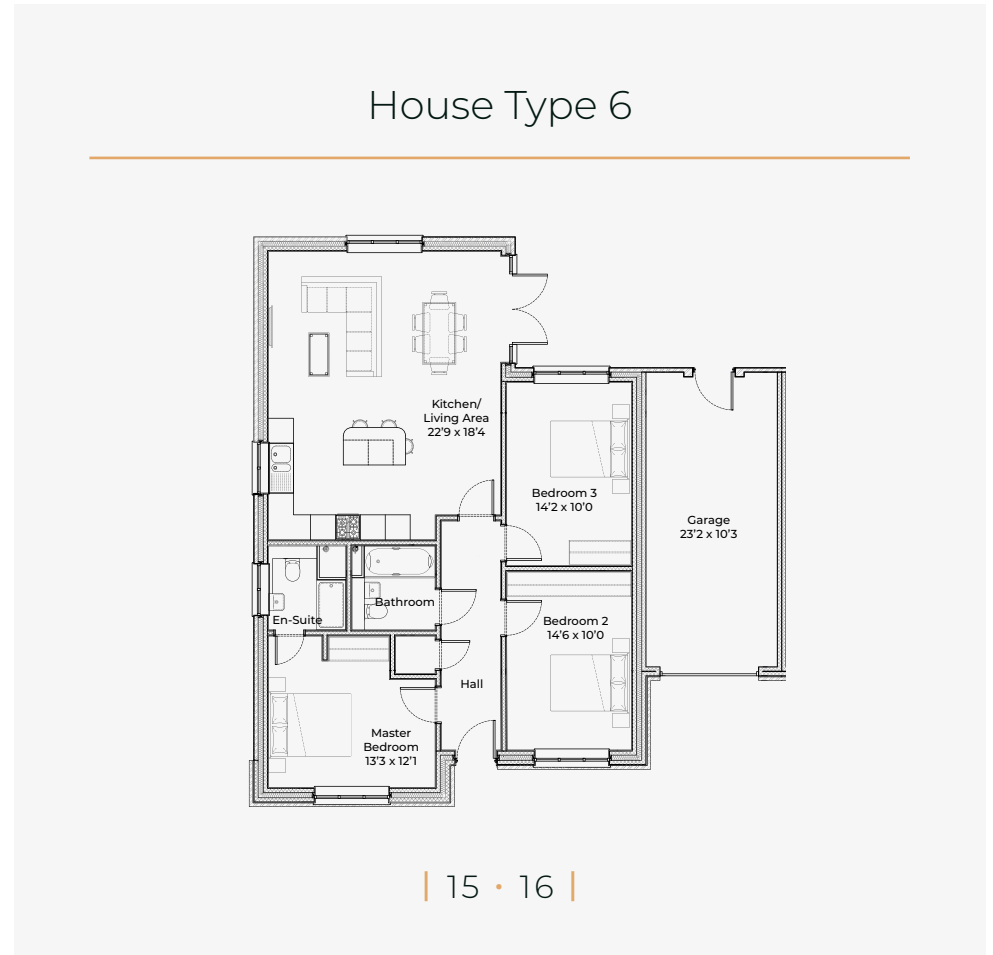 House Type 6
Kitchen/
Living Area
22'9 x 18'4
Bedroom 3
14'2 x 10'0
Garage
23'2 x 10'3
Bathroom
En-Suite
Bedroom 2
14'6 x 10'0
Hall
Master
Bedroom
13'3 x 12'1
| 15 • 16 |